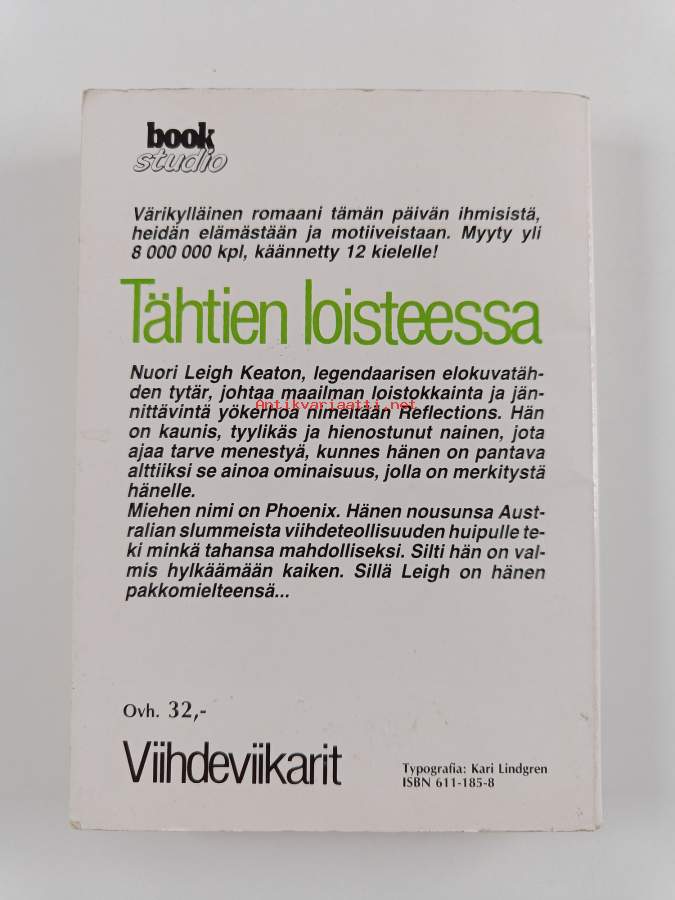 book
studio
Värikylläinen romaani tämän päivän ihmisistä,
heidän elämästään ja motiiveistaan. Myyty yli
8 000 000 kpl, käännetty 12 kielelle!
Tähtien loisteessa
Nuori Leigh Keaton, legendaarisen elokuvatäh-
den tytär, johtaa maailman loistokkainta ja jän-
nittävintä yökerhoa nimeltään Reflections. Hän
Antikvariaatti.net
on kaunis, tyylikäs ja hienostunut nainen, jota
ajaa tarve menestyä, kunnes hänen on pantava
alttiiksi se ainoa ominaisuus, jolla on merkitystä
hänelle.
Miehen nimi on Phoenix. Hänen nousunsa Aust-
ralian slummeista viihdeteollisuuden huipulle te-
ki minkä tahansa mahdolliseksi. Silti hän on val-
mis hylkäämään kaiken. Sillä Leigh on hänen
pakkomielteensä...
Ovh. 32,-
Viihdeviikarit
Typografia: Kari Lindgren
ISBN 611-185-8